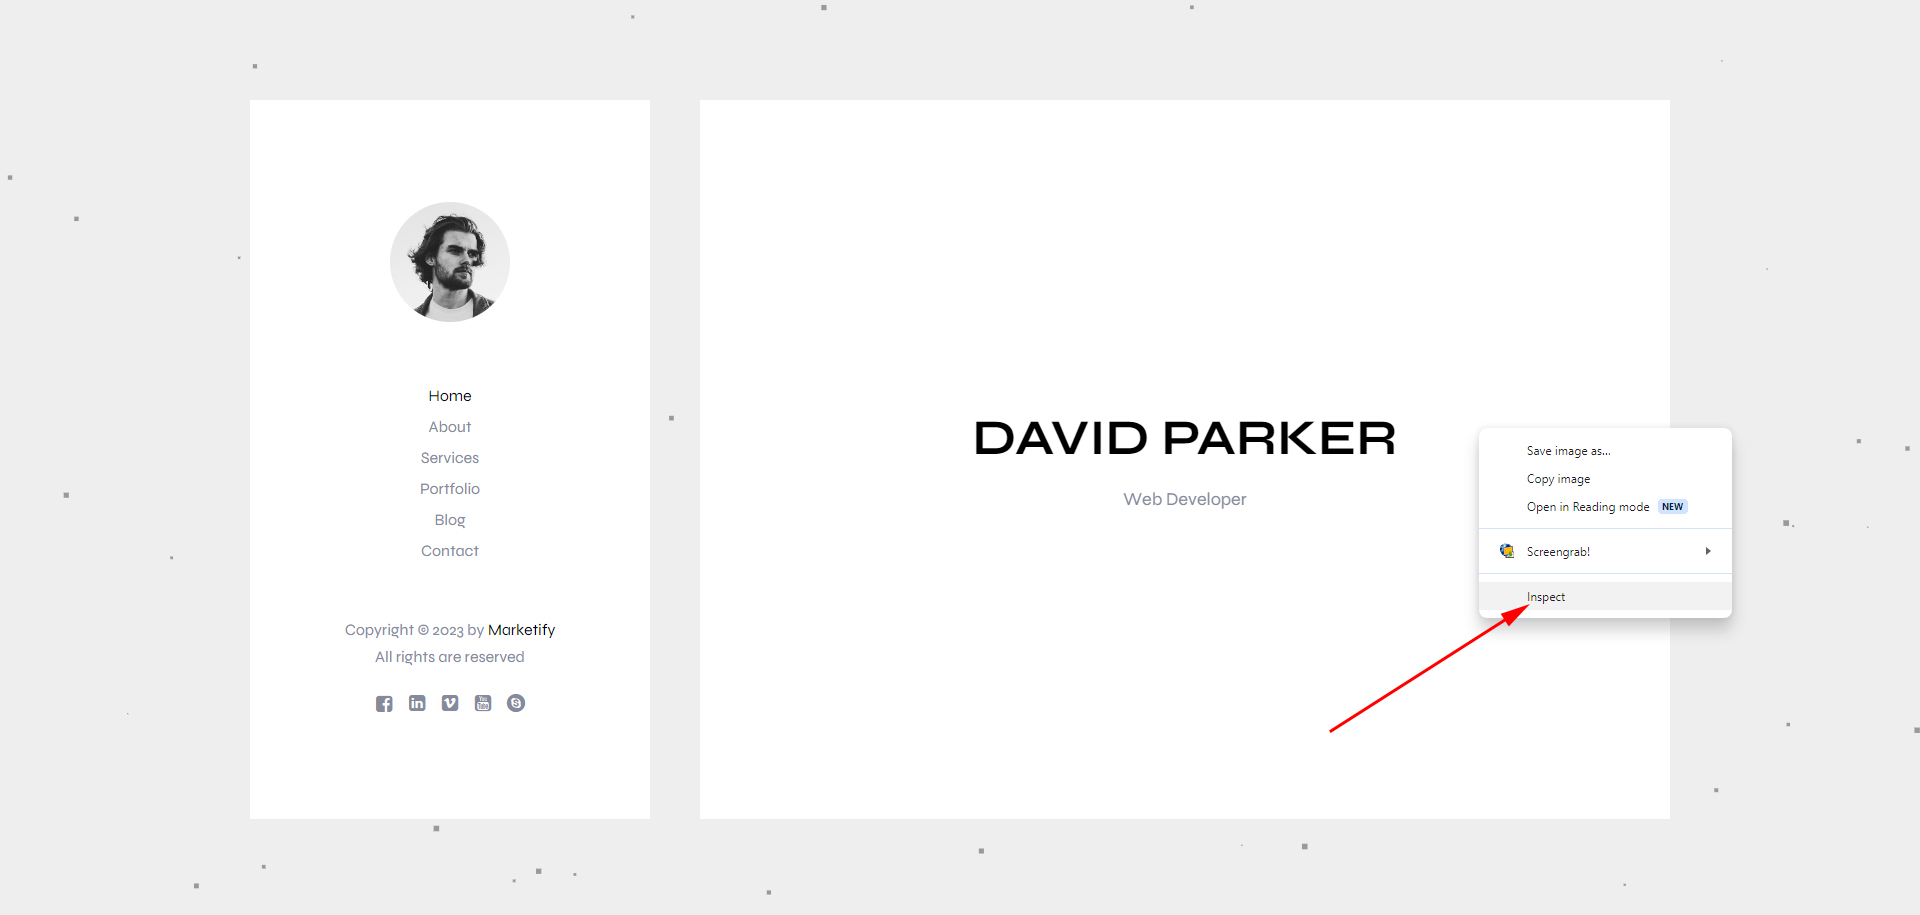 Home
About
Services
Portfolio
Blog
Contact
Copyright © 2023 by Marketify
All rights are reserved
DAVID PARKER
Web Developer
Save image as...
Copy image
Open in Reading mode NEW
Screengrab!
Inspect